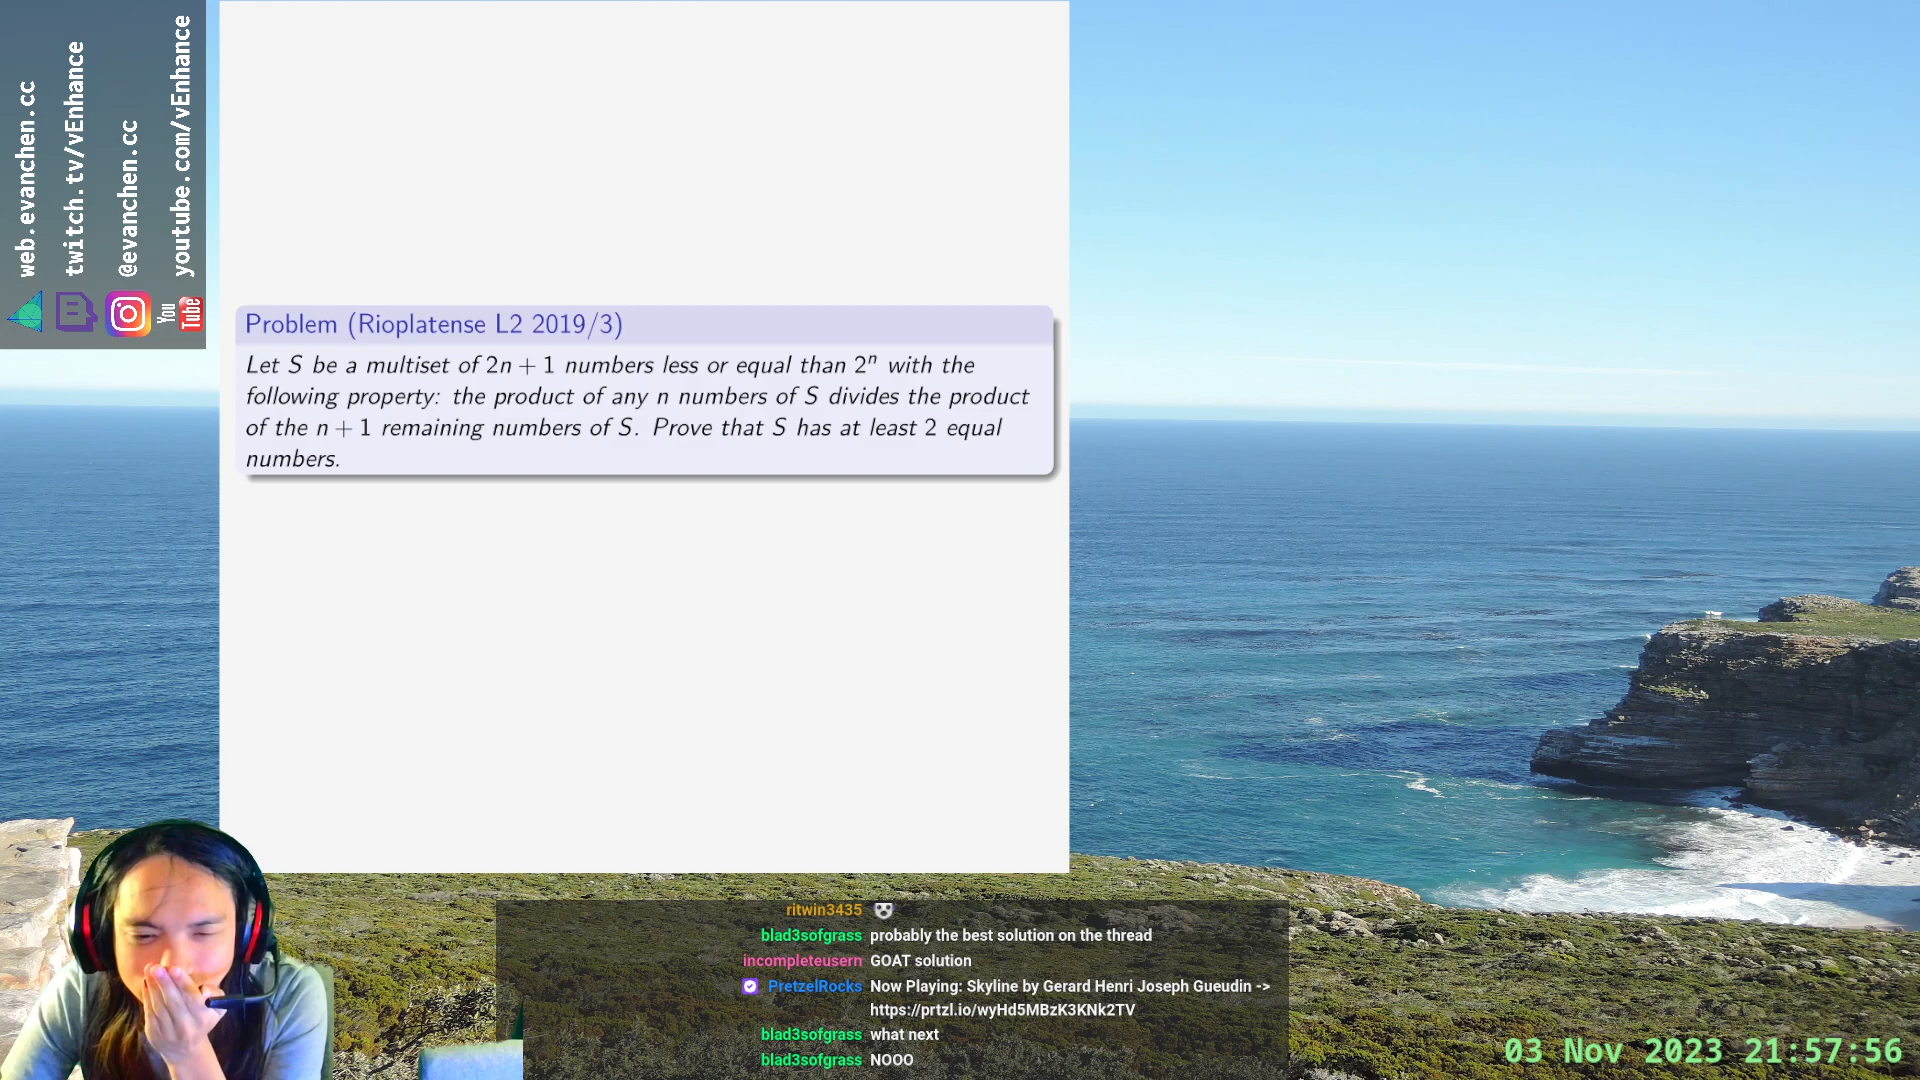 web.evanchen.cc
twitch.tv/vEnhance
@evanchen.cc
youtube.com/vEnhance
You
Tube
Problem (Rioplatense L2 2019/3)
Let S be a multiset of 2n + 1 numbers less or equal than 2ⁿ with the
following property: the product of any n numbers of S divides the product
of the n + 1 remaining numbers of S. Prove that S has at least 2 equal
numbers.
ritwin3435
blad3sofgrass probably the best solution on the thread
incompleteusern GOAT solution
PretzelRocks Now Playing: Skyline by Gerard Henri Joseph Gueudin ->
https://prtzl.io/wyHd5MBzK3KNk2TV
blad3sofgrass what next
blad3sofgrass NOOO
03 Nov 2023 21:57:56